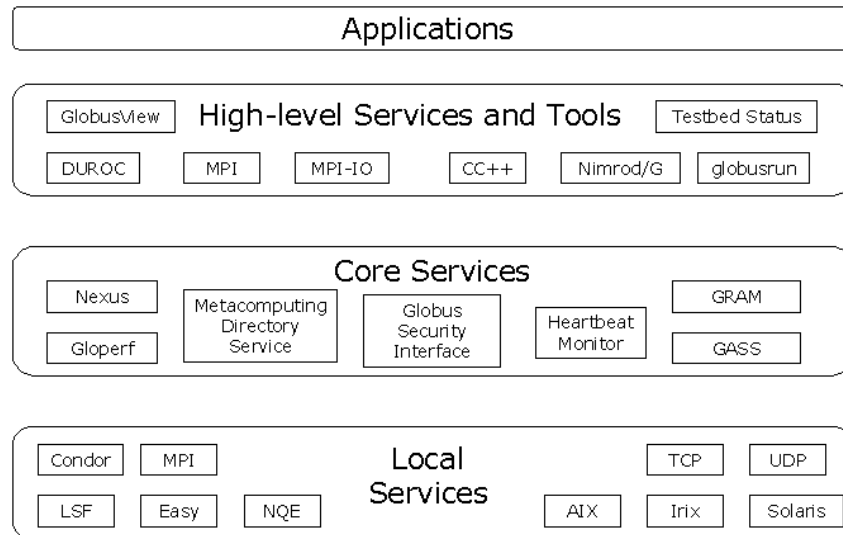 Applications
GlobusView
High-level Services and Tools
Testbed Status
DUROC
MPI
MPI-IO
CC++
Nimrod/G
globusrun
Core Services
Nexus
Metacomputing
Directory
Service
Globus
Security
Interface
Heartbeat
Monitor
GRAM
Gloperf
GASS
Condor
MPI
Local
Services
TCP
UDP
LSF
Easy
NQE
AIX
Irix
Solaris